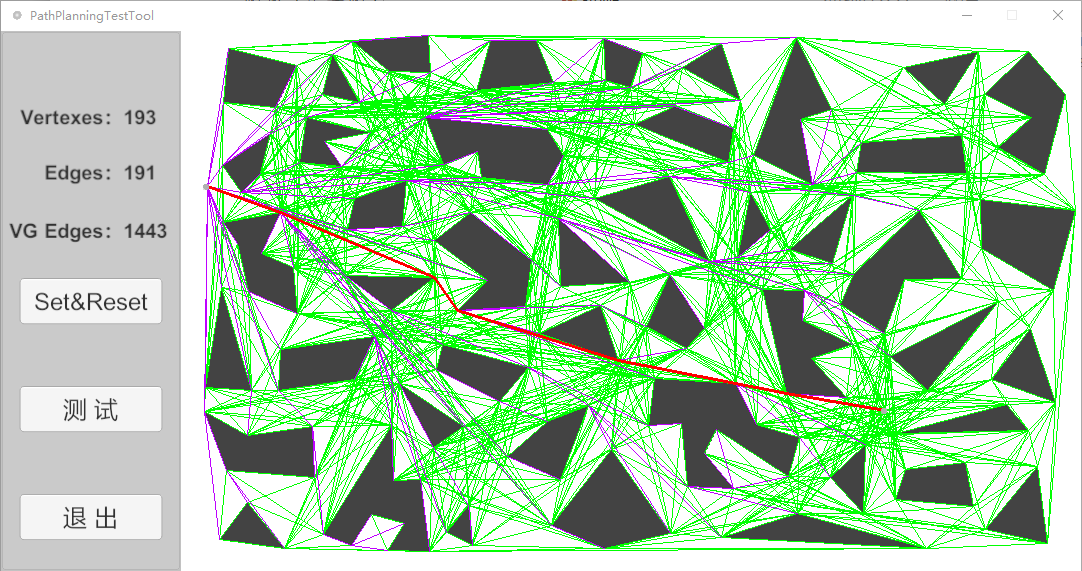 PathPlanningTestTool
Vertexes: 193
Edges: 191
VG Edges: 1443
Set&Reset
测 试
退 出